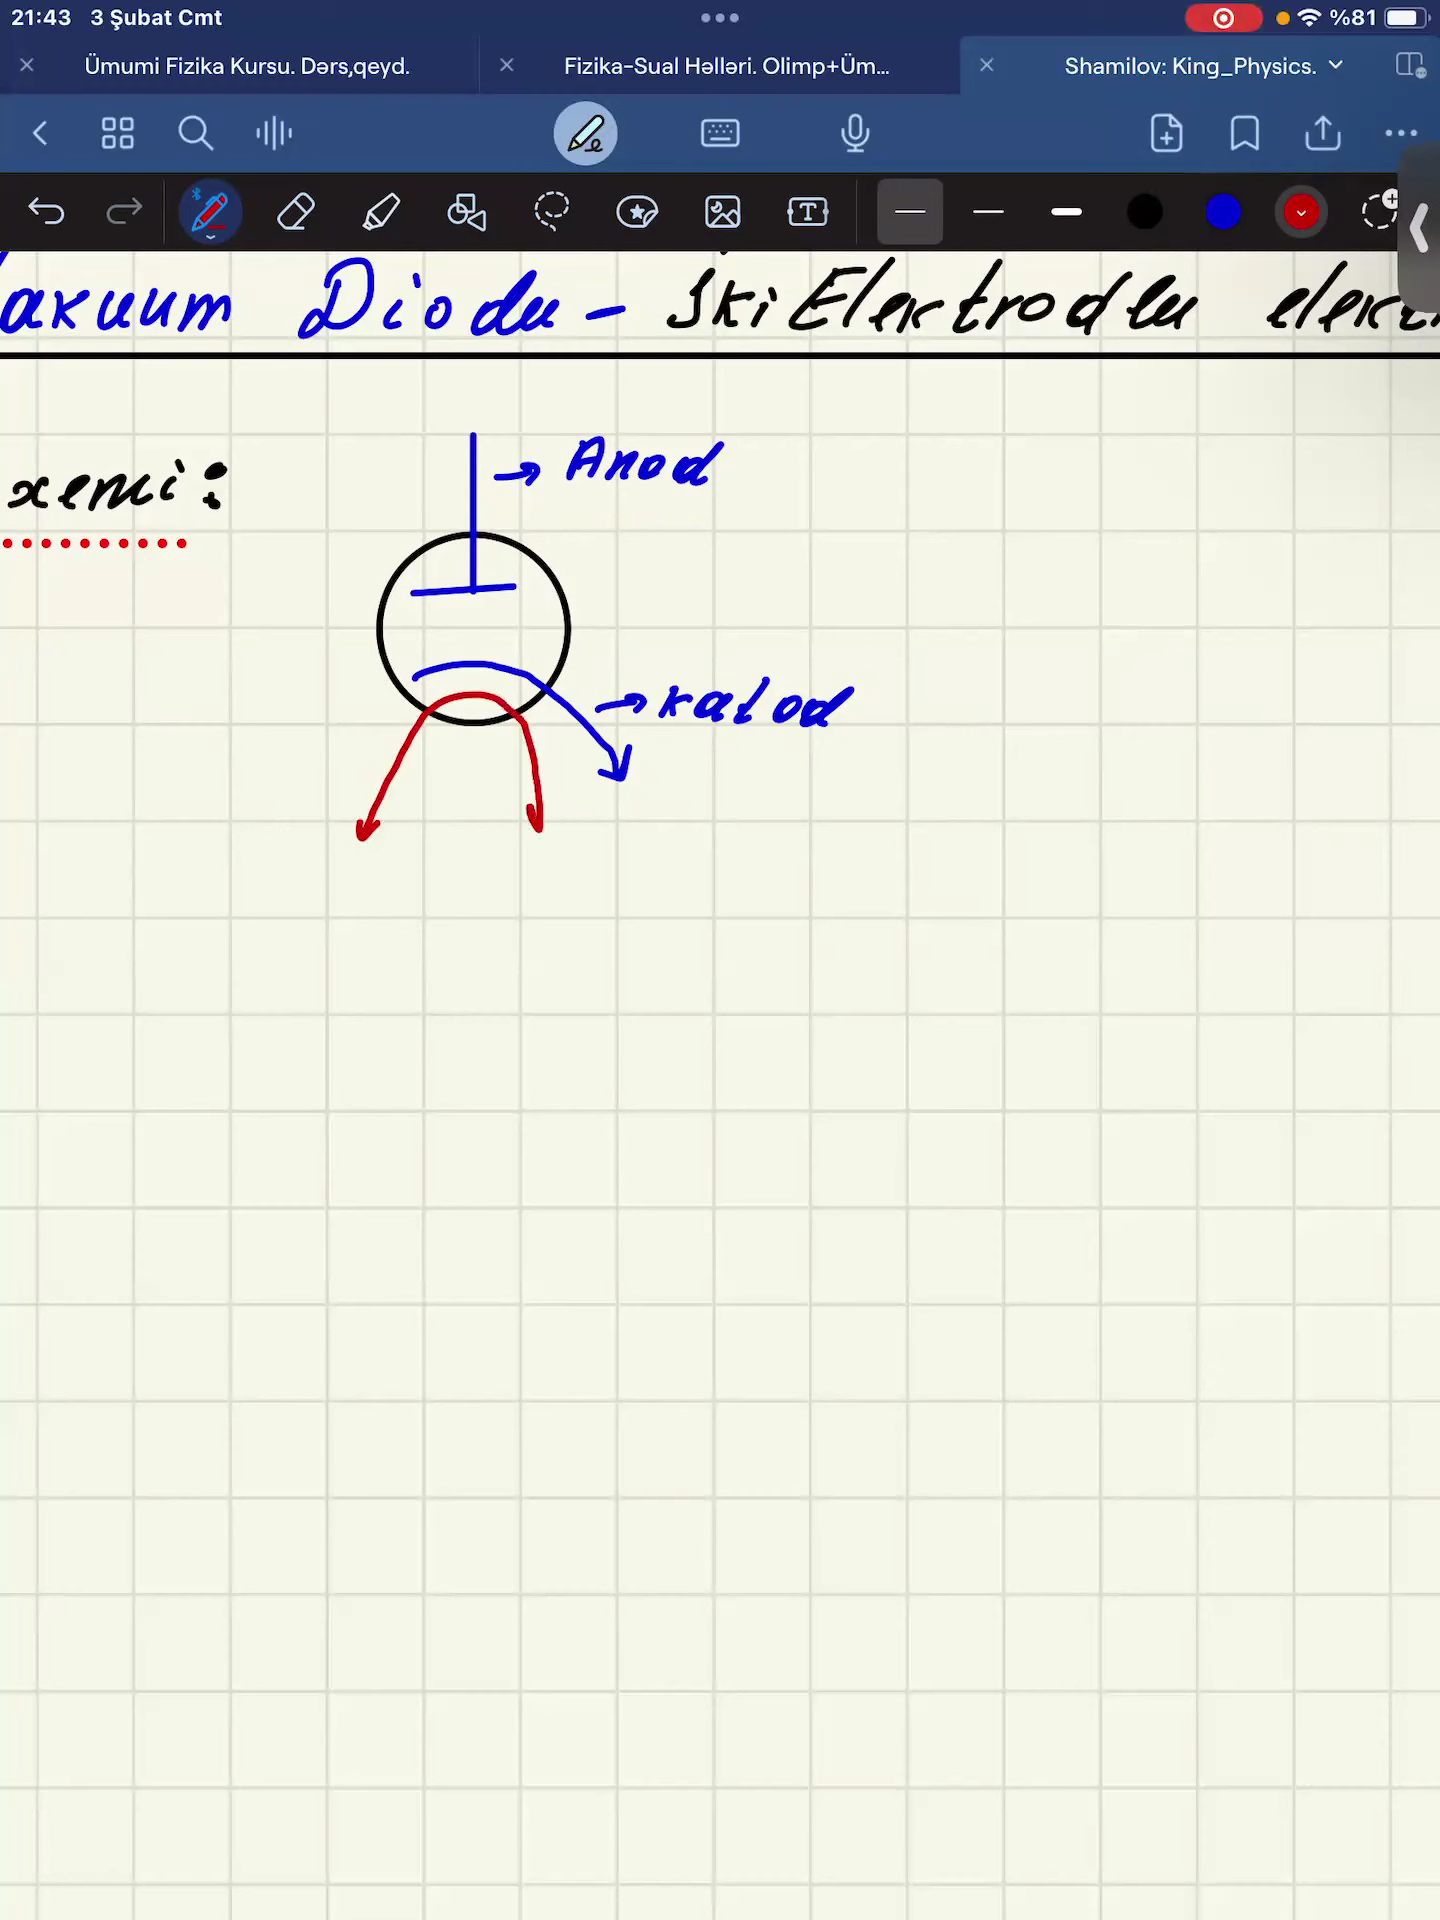 21:43 3 Şubat Cmt %81
Ümumi Fizika Kursu. Dərs,qeyd.
Fizika-Sual Həlləri. Olimp+Üm...
Shamilov: King_Physics.
akuum Diodu - İki Elektrodlu elekt
xemi:
→ Anod
→ katod